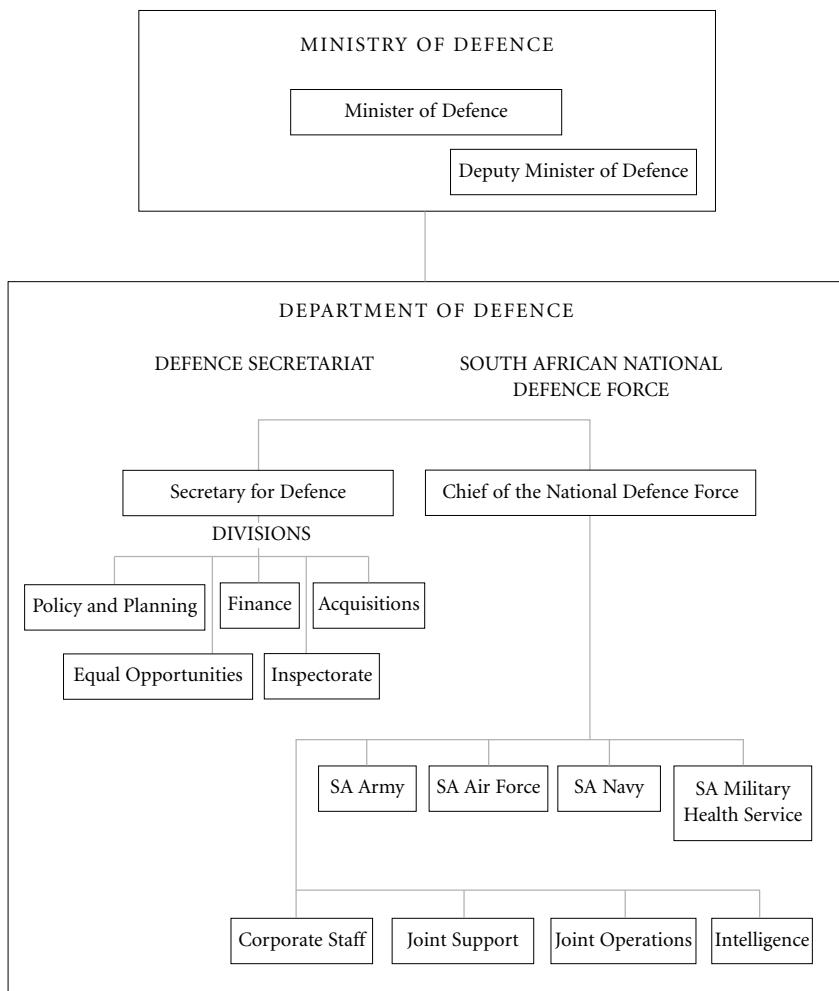 MINISTRY OF DEFENCE
Minister of Defence
Deputy Minister of Defence
DEPARTMENT OF DEFENCE
DEFENCE SECRETARIAT
SOUTH AFRICAN NATIONAL
DEFENCE FORCE
Secretary for Defence
Chief of the National Defence Force
DIVISIONS
Policy and Planning
Finance
Acquisitions
Equal Opportunities
Inspectorate
SA Army
SA Air Force
SA Navy
SA Military
Health Service
Corporate Staff
Joint Support
Joint Operations
Intelligence